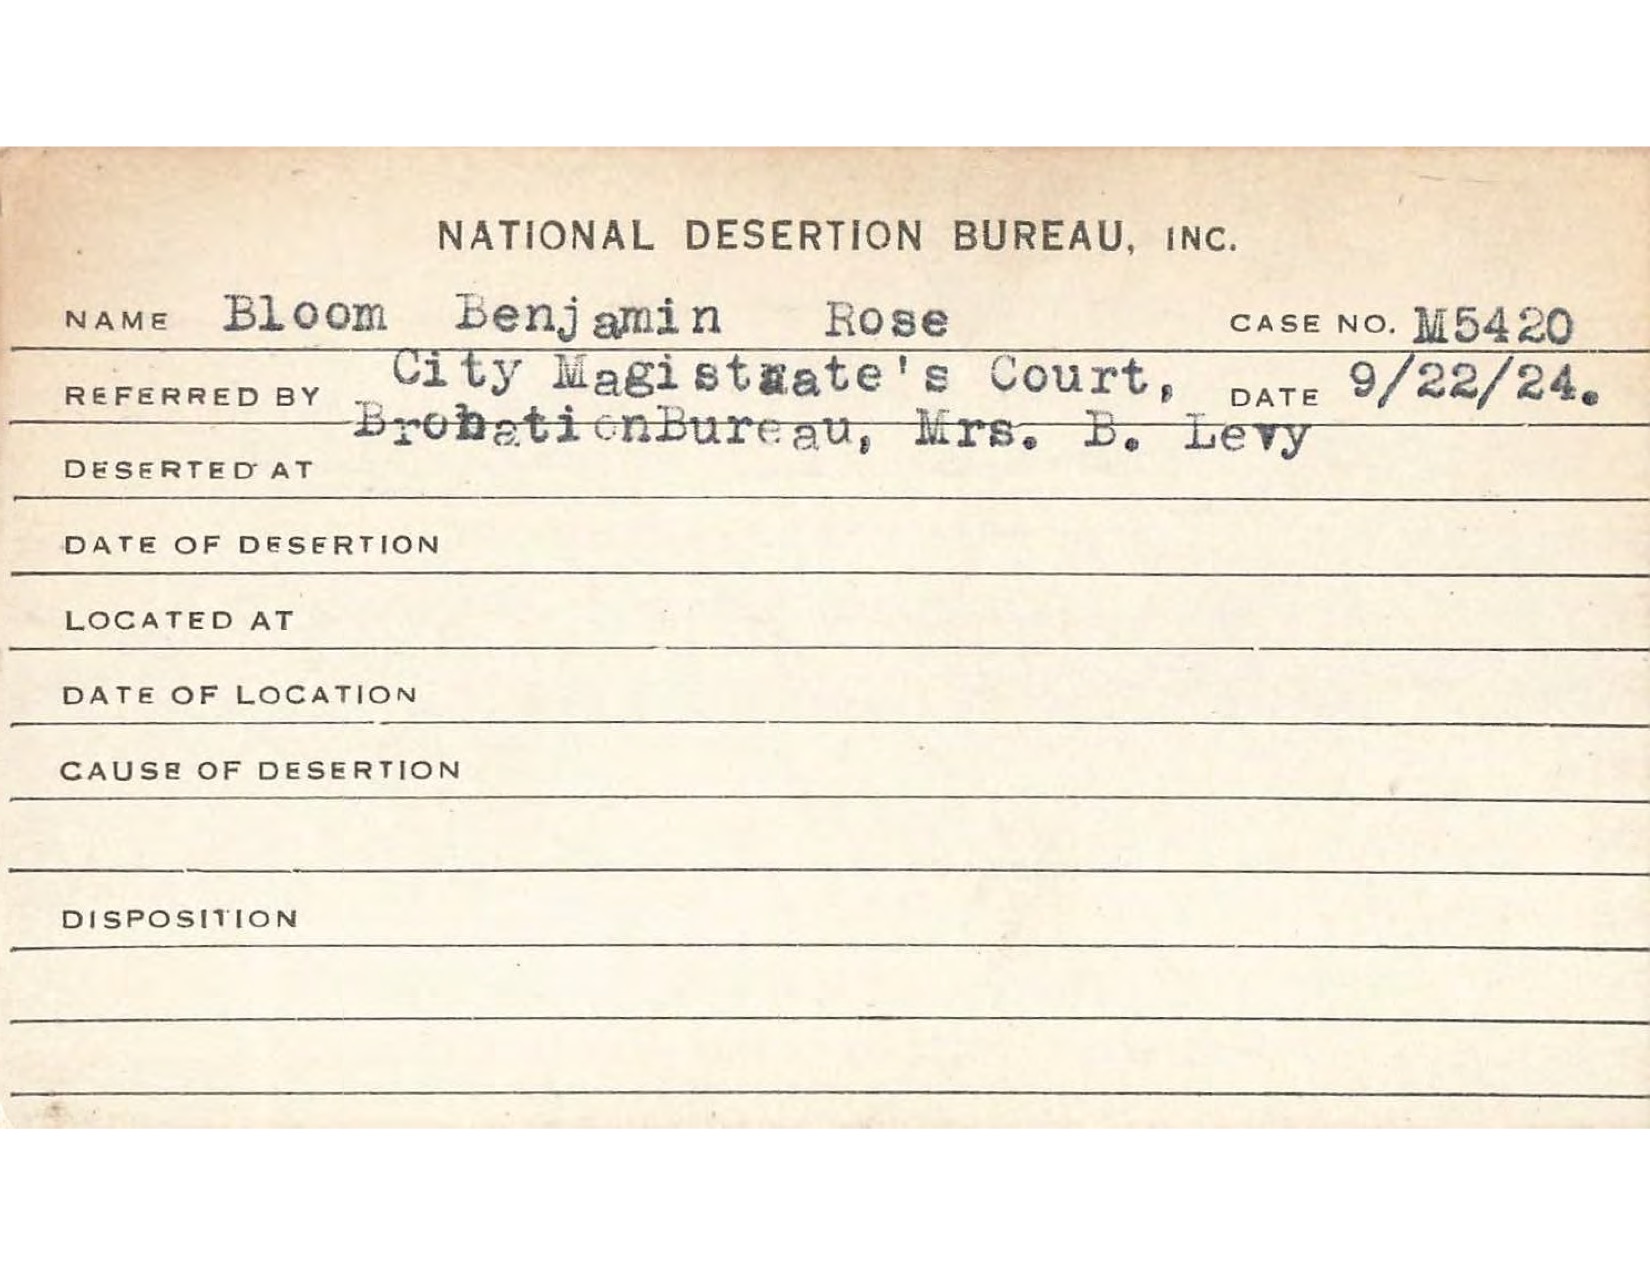 NATIONAL DESERTION BUREAU, INC.
NAME Bloom Benjamin Rose CASE NO. M5420
REFERRED BY City Magistrate's Court, DATE 9/22/24.
BrobationBureau, Mrs. B. Levy
DESERTED AT
DATE OF DESERTION
LOCATED AT
DATE OF LOCATION
CAUSE OF DESERTION
DISPOSITION